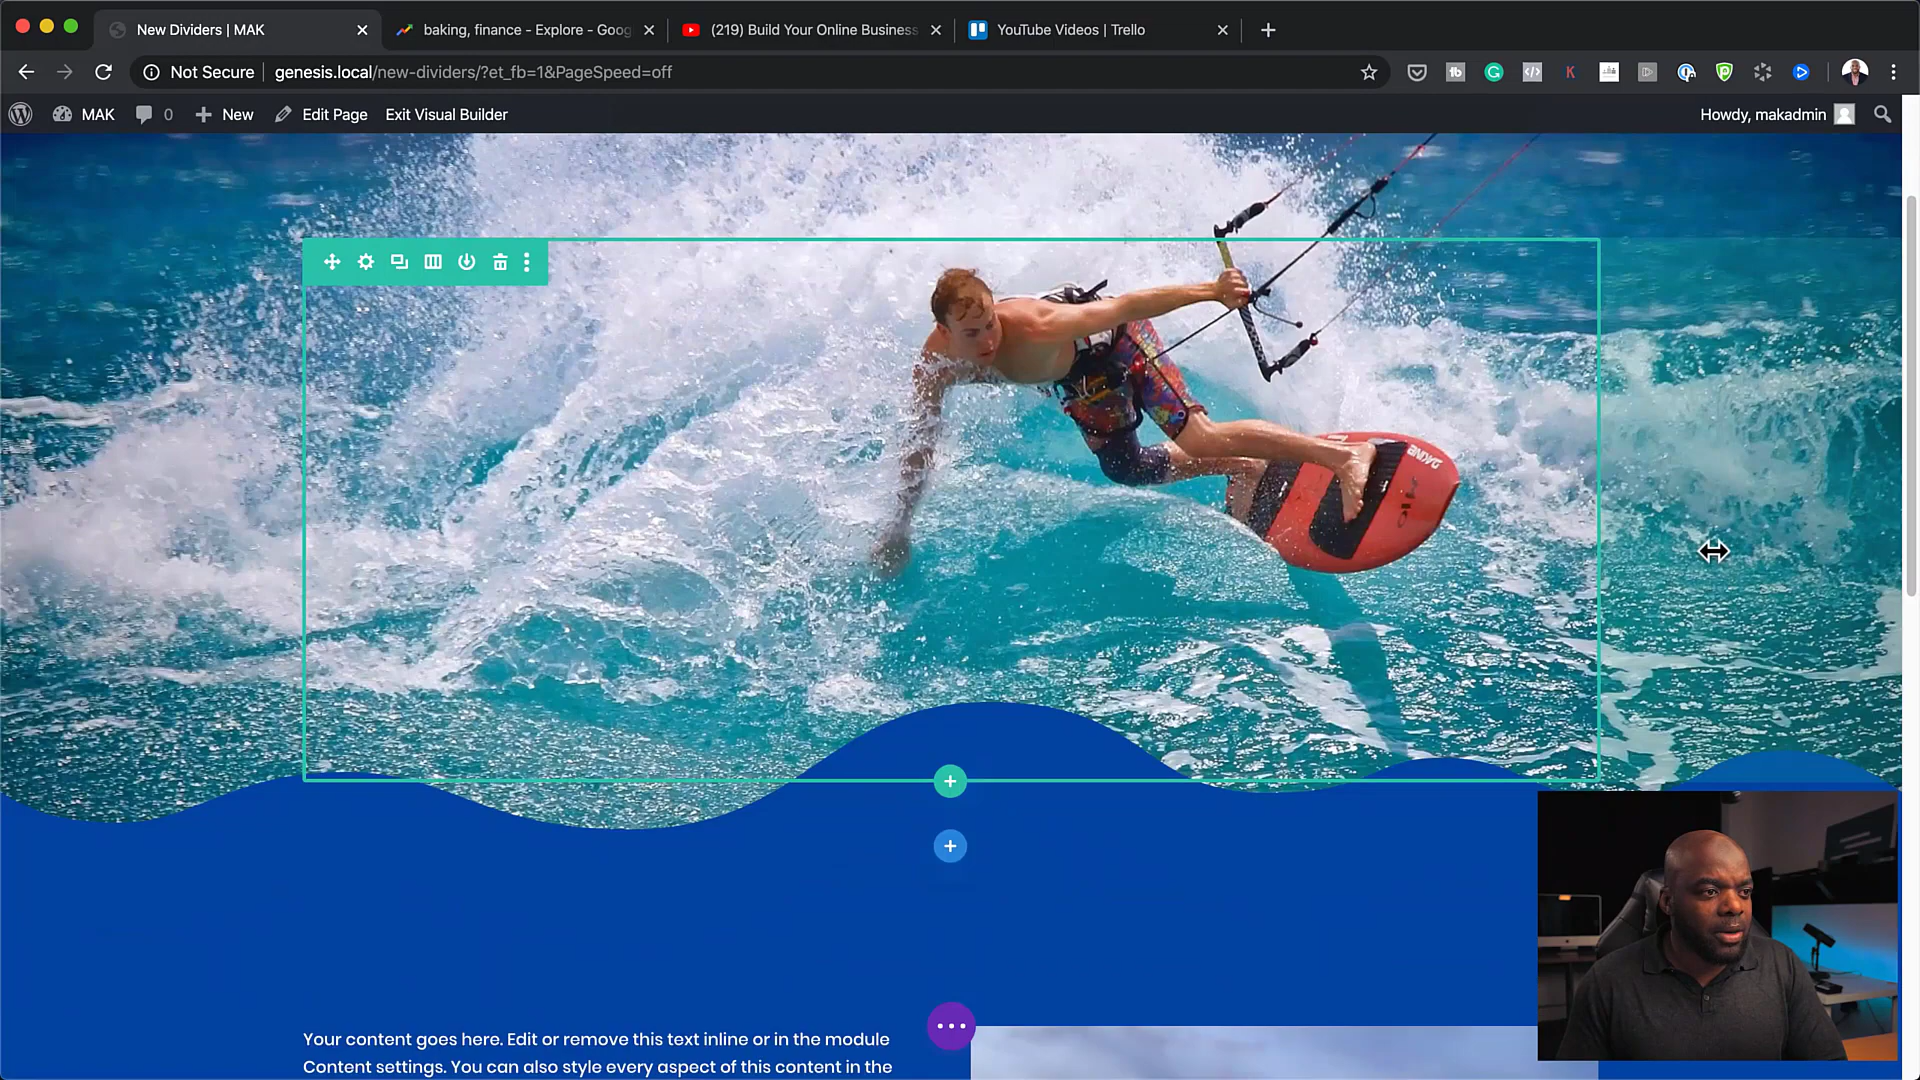 New Dividers | MAK
baking, finance - Explore - Goog
(219) Build Your Online Business
YouTube Videos | Trello
Not Secure
genesis.local/new-dividers/?et_fb=1&PageSpeed=off
MAK
0
New
Edit Page
Exit Visual Builder
Howdy, makadmin
DAKINE
Your content goes here. Edit or remove this text inline or in the module
Content settings. You can also style every aspect of this content in the